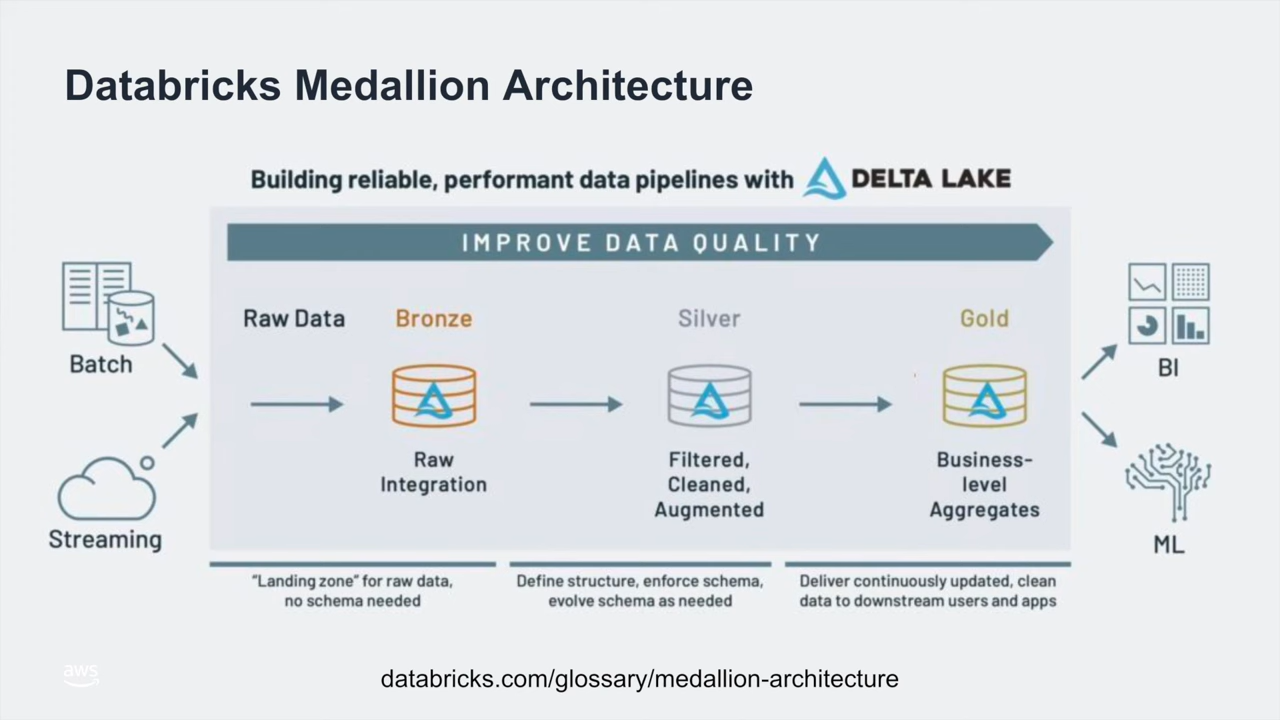 Databricks Medallion Architecture
Building reliable, performant data pipelines with DELTA LAKE
IMPROVE DATA QUALITY
Batch
Streaming
Raw Data
Bronze
Raw
Integration
Silver
Filtered,
Cleaned,
Augmented
Gold
Business-
level
Aggregates
BI
ML
“Landing zone” for raw data,
no schema needed
Define structure, enforce schema,
evolve schema as needed
Deliver continuously updated, clean
data to downstream users and apps
aws
databricks.com/glossary/medallion-architecture